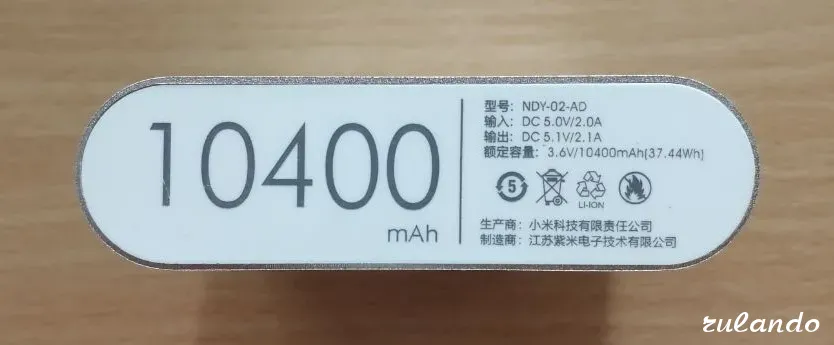 10400
mAh
型号：NDY-02-AD
输入：DC 5.0V/2.0A
输出：DC 5.1V/2.1A
额定容量：3.6V/10400mAh(37.44Wh)
5
LI-ION
生产商：小米科技有限责任公司
制造商：江苏紫米电子技术有限公司
rulando